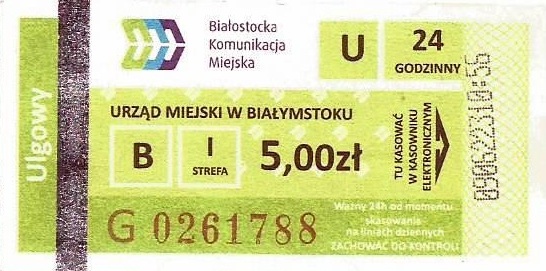 Ulgowy
Białostocka
Komunikacja
Miejska
U
24
GODZINNY
URZĄD MIEJSKI W BIAŁYMSTOKU
B
I
STREFA
5,00zł
TU KASOWAĆ
W KASOWNIKU
ELEKTRONICZNYM
Ważny 24h od momentu
skasowania
na liniach dziennych
ZACHOWAĆ DO KONTROLI
G 0261788